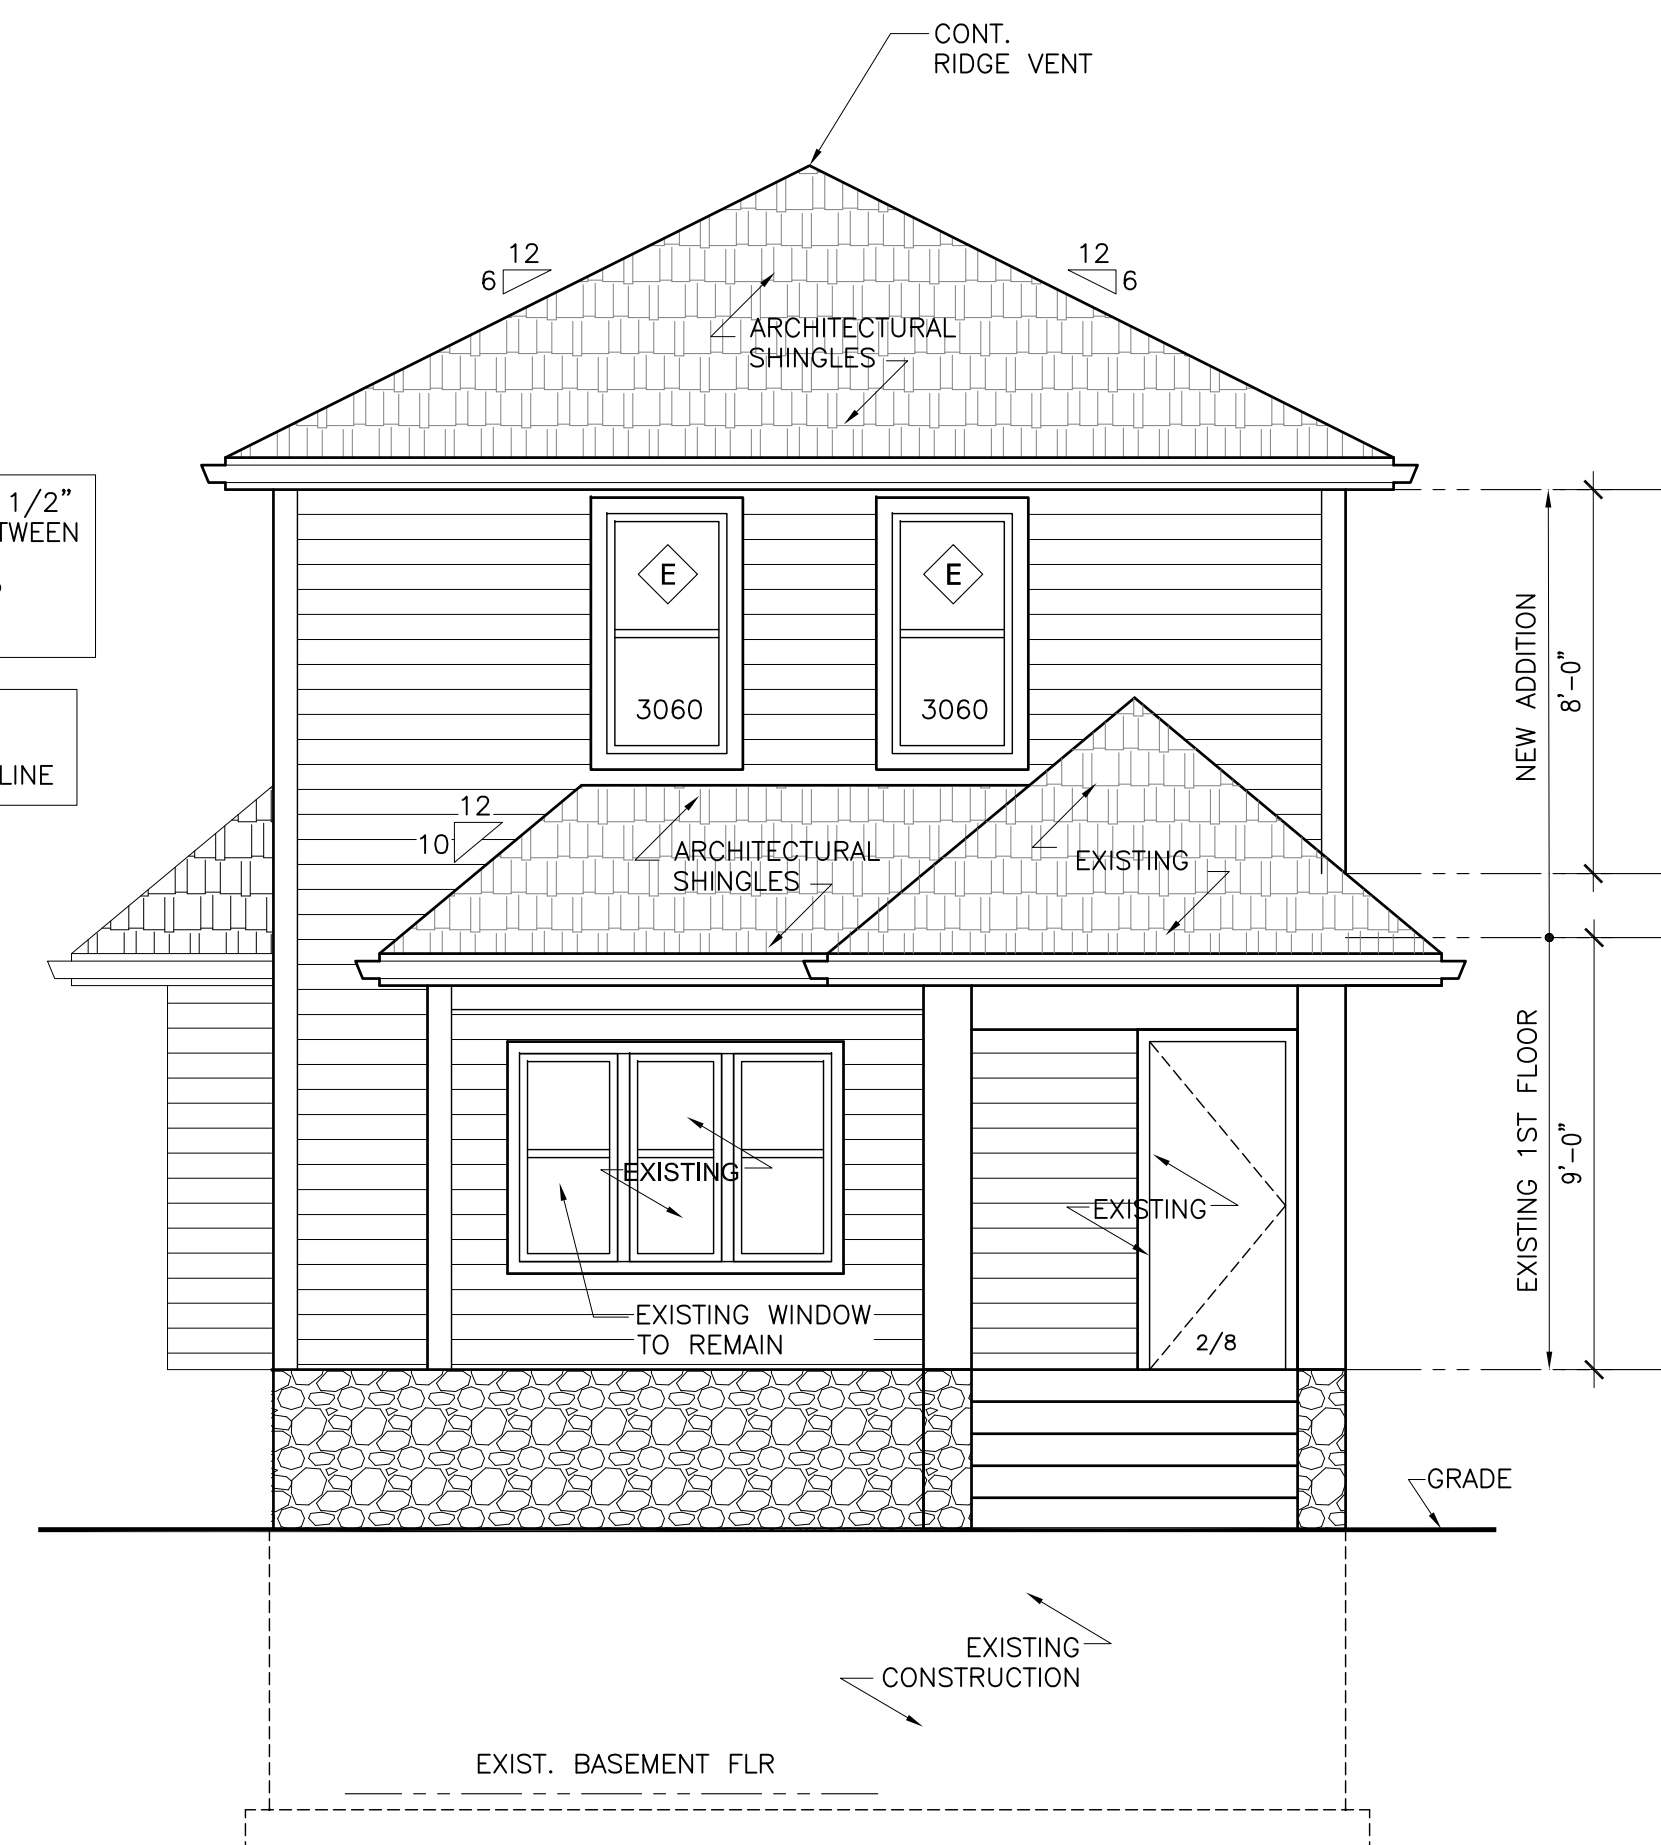 CONT.
RIDGE VENT
12
6
12
6
ARCHITECTURAL
SHINGLES
1/2"
LINE
E
3060
E
3060
NEW ADDITION
8'-0"
12
10
ARCHITECTURAL
SHINGLES
EXISTING
EXISTING
EXISTING
2/8
EXISTING WINDOW
TO REMAIN
EXISTING 1ST FLOOR
9'-0"
GRADE
EXISTING
CONSTRUCTION
EXIST. BASEMENT FLR